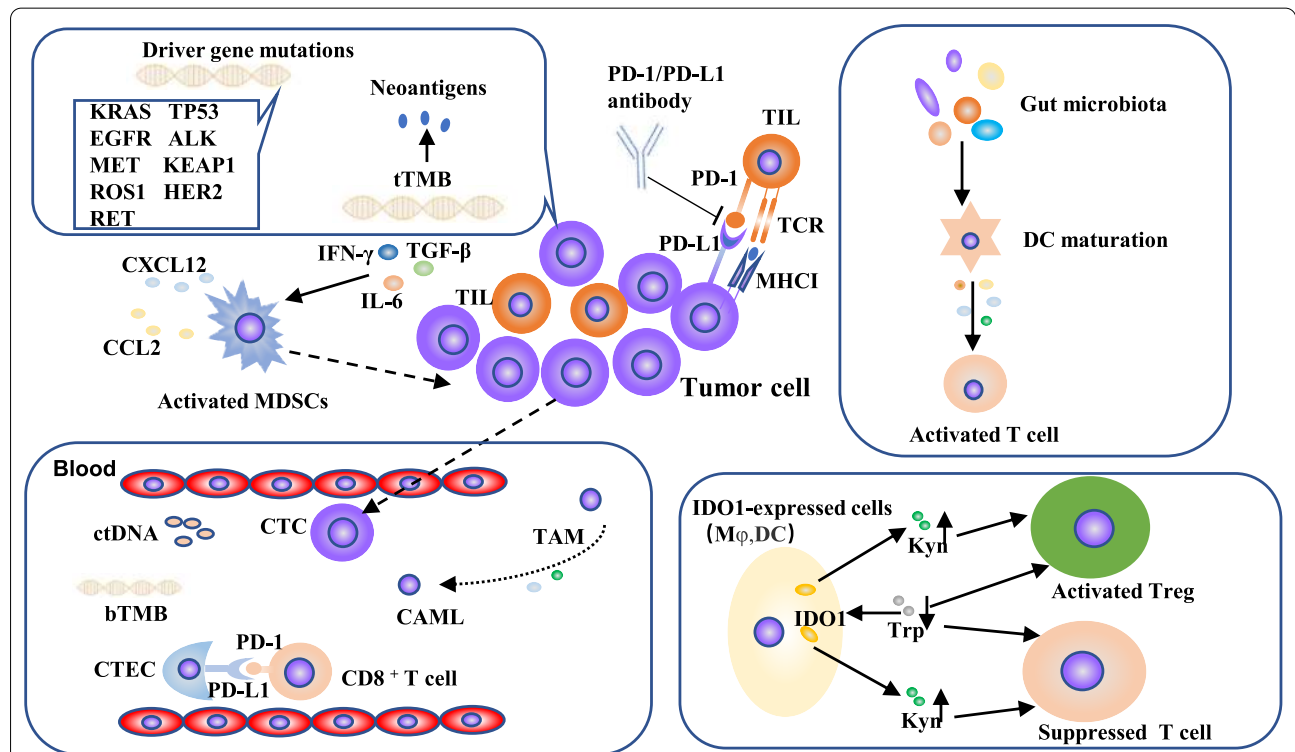 Driver gene mutations
KRAS TP53
EGFR ALK
MET KEAP1
ROS1 HER2
RET
Neoantigens
tTMB
PD-1/PD-L1
antibody
TIL
PD-1
TCR
PD-L1
MHCI
CXCL12
CCL2
IFN-γ
TGF-β
IL-6
Activated MDSCs
TIL
Tumor cell
Gut microbiota
DC maturation
Activated T cell
Blood
ctDNA
CTC
TAM
bTMB
CAML
CTEC
PD-1
PD-L1
CD8 + T cell
IDO1-expressed cells
(Mφ,DC)
IDO1
Kyn
Trp
Kyn
Activated Treg
Suppressed T cell